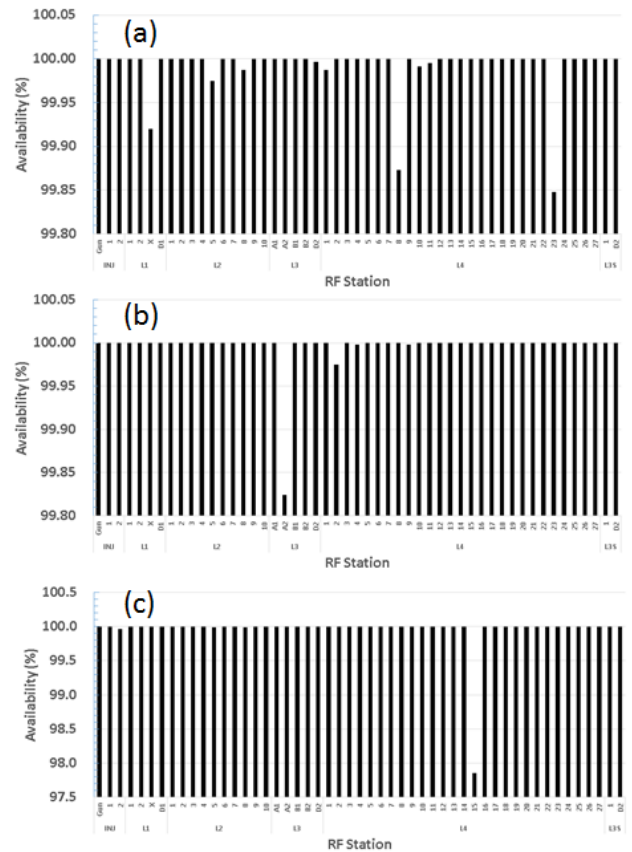 (a)
100.05
100.00
99.95
99.90
99.85
99.80
Availability (%)
Gun 1 2 1 2 X D1 1 2 3 4 5 6 7 8 9 10 A1 A2 B1 B2 D2 1 2 3 4 5 6 7 8 9 10 11 12 13 14 15 16 17 18 19 20 21 22 23 24 25 26 27 1 D2
INJ L1 L2 L3 L4 L3S
RF Station
(b)
100.05
100.00
99.95
99.90
99.85
99.80
Availability (%)
Gun 1 2 1 2 X D1 1 2 3 4 5 6 7 8 9 10 A1 A2 B1 B2 D2 1 2 3 4 5 6 7 8 9 10 11 12 13 14 15 16 17 18 19 20 21 22 23 24 25 26 27 1 D2
INJ L1 L2 L3 L4 L3S
RF Station
(c)
100.5
100.0
99.5
99.0
98.5
98.0
97.5
Availability (%)
Gun 1 2 1 2 X D1 1 2 3 4 5 6 7 8 9 10 A1 A2 B1 B2 D2 1 2 3 4 5 6 7 8 9 10 11 12 13 14 15 16 17 18 19 20 21 22 23 24 25 26 27 1 D2
INJ L1 L2 L3 L4 L3S
RF Station